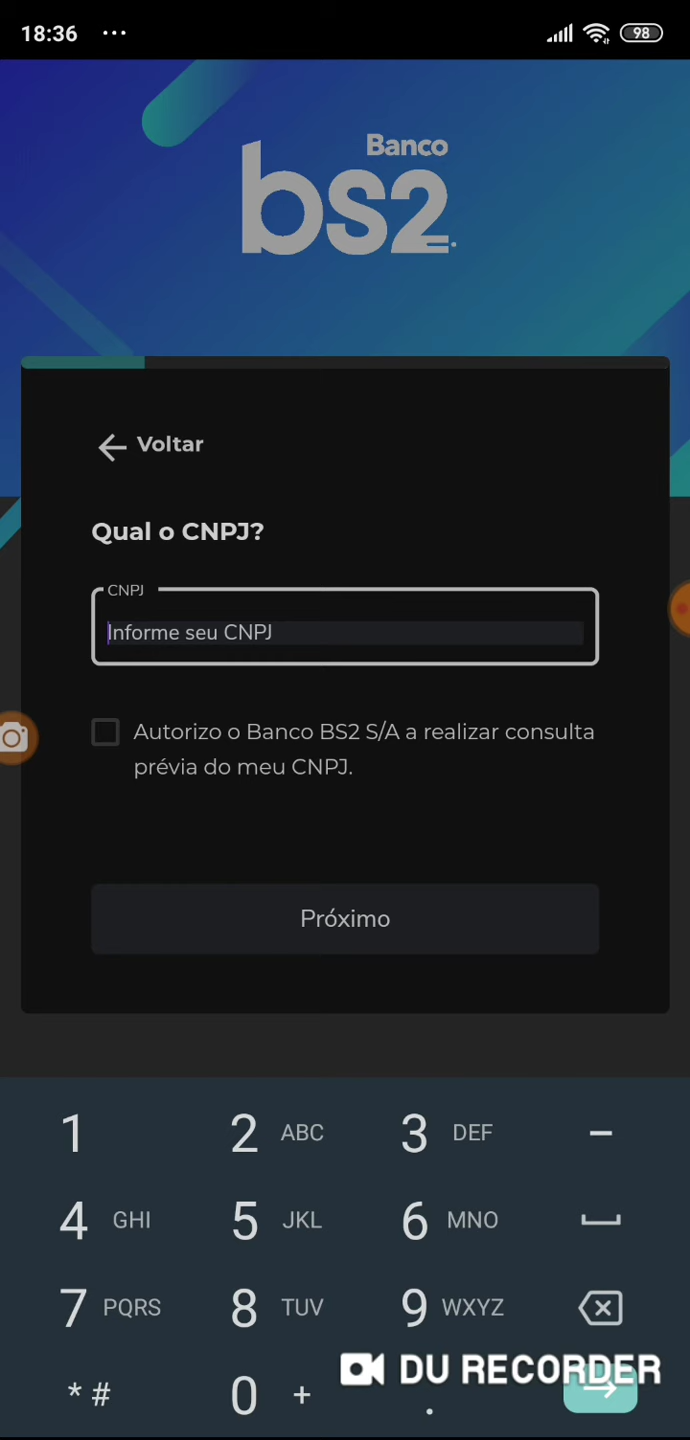 18:36 ... 98
Banco
bs2
Voltar
Qual o CNPJ?
CNPJ
Informe seu CNPJ
Autorizo o Banco BS2 S/A a realizar consulta
prévia do meu CNPJ.
Próximo
1 2 ABC 3 DEF -
4 GHI 5 JKL 6 MNO
7 PQRS 8 TUV 9 WXYZ
DU RECORDER
* # 0 + .